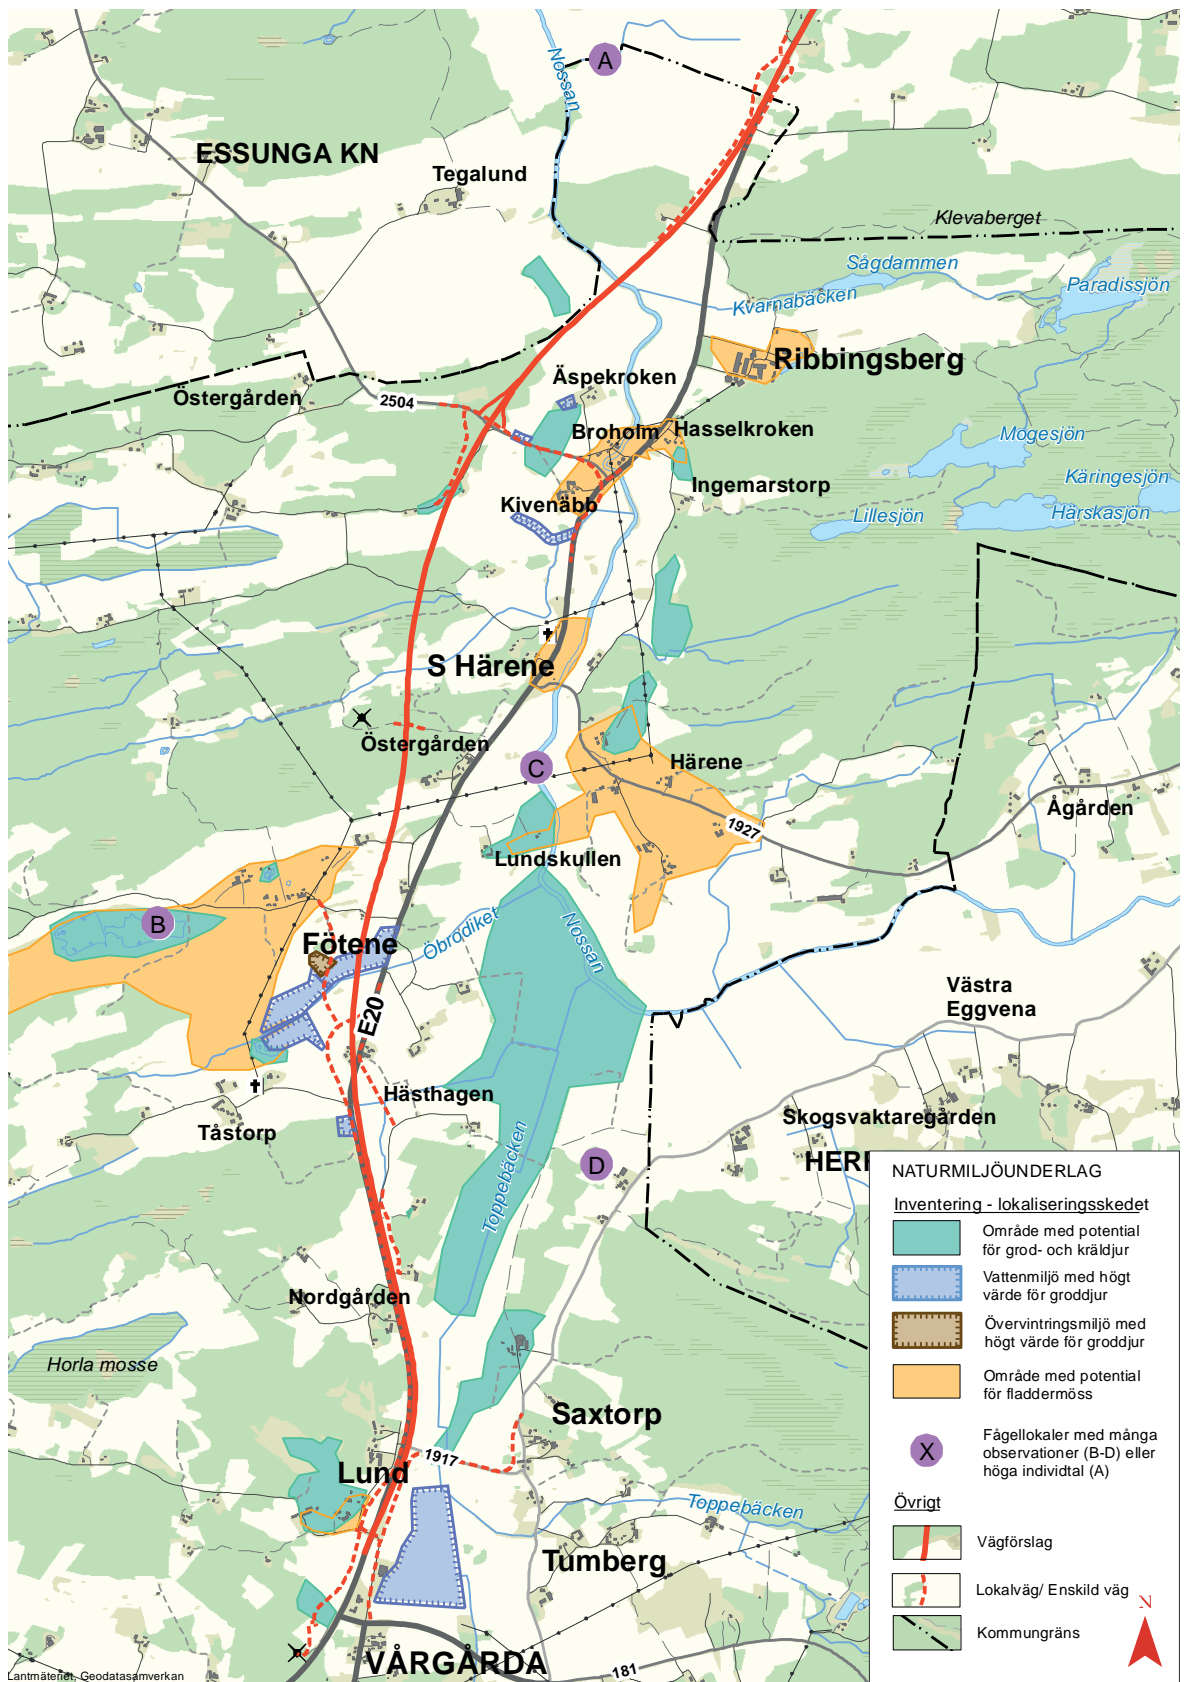 A
Nossan
ESSUNGA KN
Tegalund
Klevaberget
Sågdammen
Paradissjön
Kvarnabäcken
Ribbingsberg
Äspekroken
Östergården
2504
Broholm
Hasselkroken
Mogesjön
Käringesjön
Ingemarstorp
Kivenäbb
Lillesjön
Hårskasjön
S Härene
Östergården
C
Härene
Ågården
1927
Lundskullen
B
Fötene
Öbrodiket
Nossan
Västra
Eggvena
E20
Hästhagen
Skogsvaktaregården
Tåstorp
D
Toppebäcken
Nordgården
Horla mosse
Saxtorp
1917
Lund
Toppebäcken
Tumberg
VÅRGÅRDA
181
Lantmäteriet, Geodatasamverkan
NATURMILJÖUNDERLAG
Inventering - lokaliseringsskedet
Område med potential
för grod- och kräldjur
Vattenmiljö med högt
värde för groddjur
Övervintringsmiljö med
högt värde för groddjur
Område med potential
för fladdermöss
X
Fågellokaler med många
observationer (B-D) eller
höga individtal (A)
Övrigt
Vägförslag
Lokalväg/ Enskild väg
Kommungräns
N